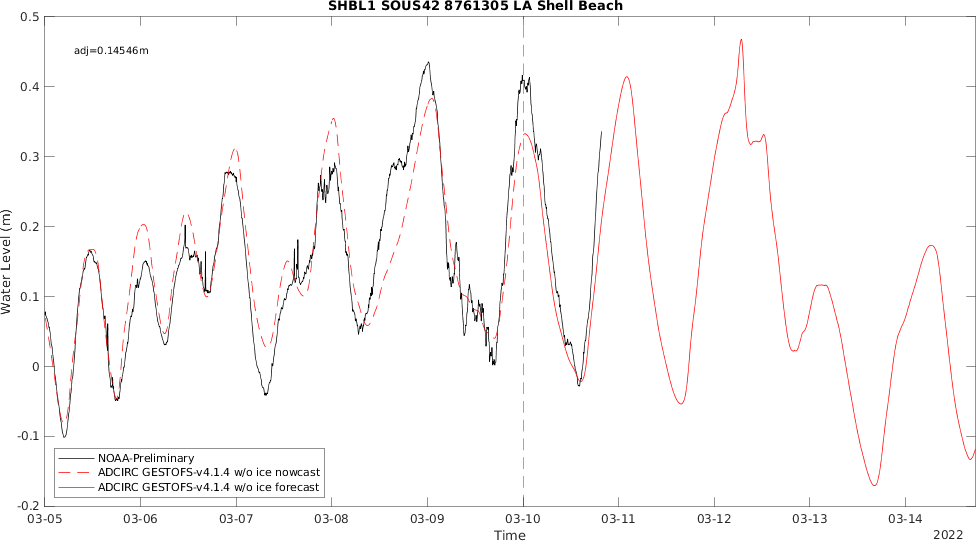 SHBL1 SOUS42 8761305 LA Shell Beach
adj=0.14546m
Water Level (m)
0.5
0.4
0.3
0.2
0.1
0
-0.1
-0.2
NOAA-Preliminary
ADCIRC GESTOFS-v4.1.4 w/o ice nowcast
ADCIRC GESTOFS-v4.1.4 w/o ice forecast
03-05 03-06 03-07 03-08 03-09 03-10 03-11 03-12 03-13 03-14
Time
2022